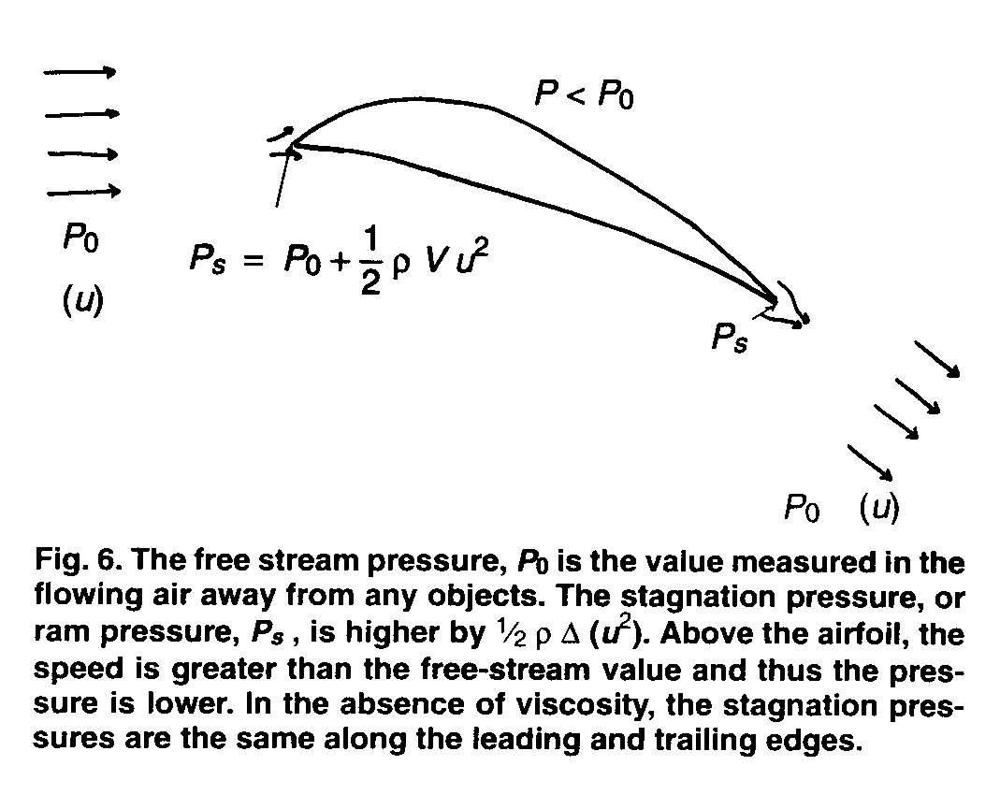 P < P0
P0
(u)
Ps = P0 + 1/2 ρ V u²
Ps
P0 (u)
Fig. 6. The free stream pressure, P0 is the value measured in the
flowing air away from any objects. The stagnation pressure, or
ram pressure, Ps , is higher by ½ ρ Δ (u²). Above the airfoil, the
speed is greater than the free-stream value and thus the pres-
sure is lower. In the absence of viscosity, the stagnation pres-
sures are the same along the leading and trailing edges.